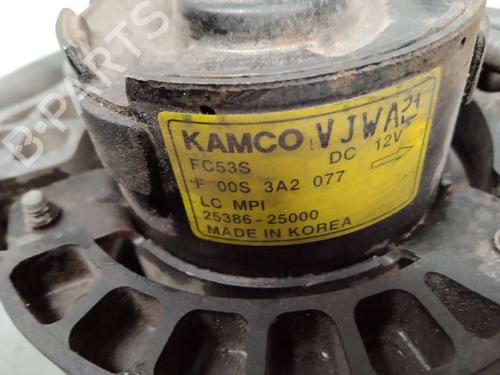 KAMCO VJWA21
FC53S DC 12V
F 00S 3A2 077
LC MPI
25386-25000
MADE IN KOREA
B-PARTS